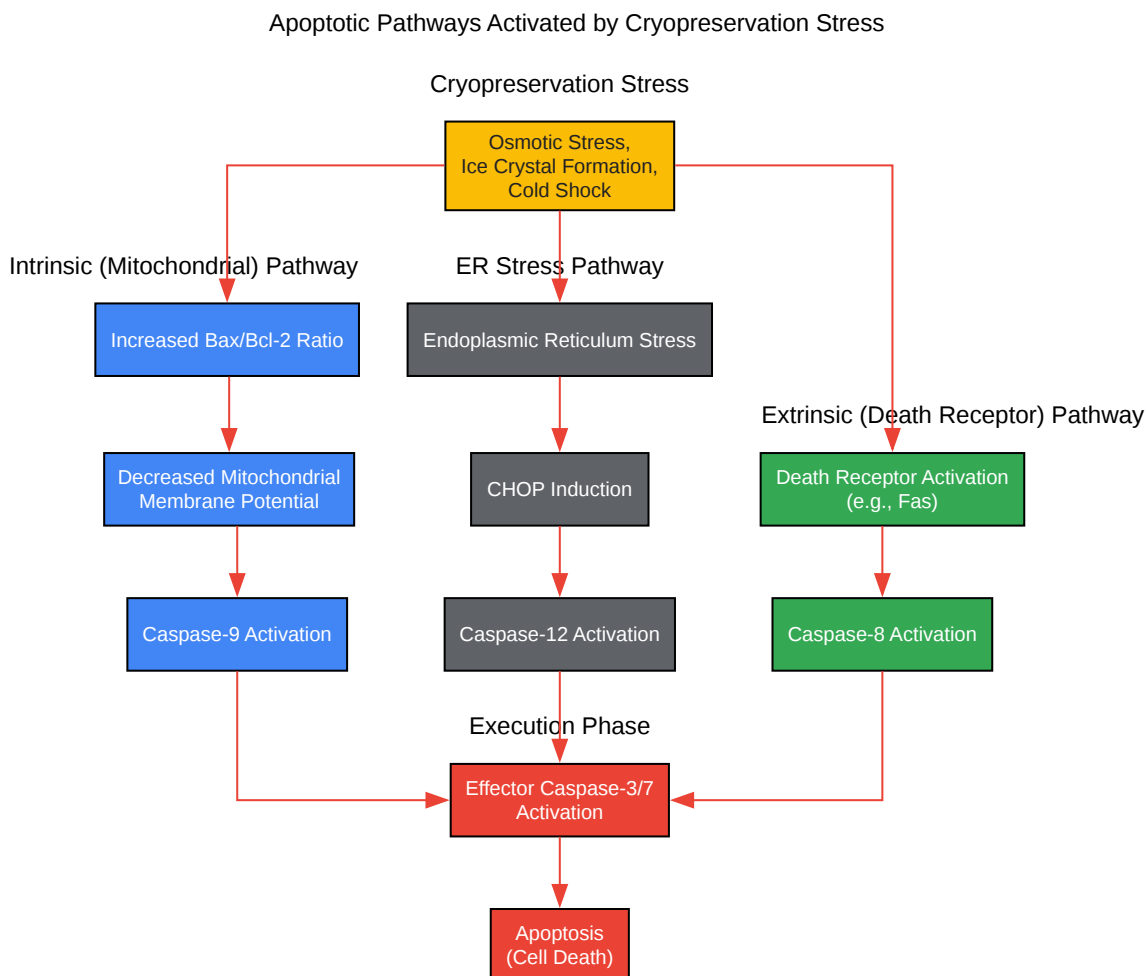 Apoptotic Pathways Activated by Cryopreservation Stress
Cryopreservation Stress
Osmotic Stress,
Ice Crystal Formation,
Cold Shock
Intrinsic (Mitochondrial) Pathway
Increased Bax/Bcl-2 Ratio
Decreased Mitochondrial
Membrane Potential
Caspase-9 Activation
ER Stress Pathway
Endoplasmic Reticulum Stress
CHOP Induction
Caspase-12 Activation
Extrinsic (Death Receptor) Pathway
Death Receptor Activation
(e.g., Fas)
Caspase-8 Activation
Execution Phase
Effector Caspase-3/7
Activation
Apoptosis
(Cell Death)